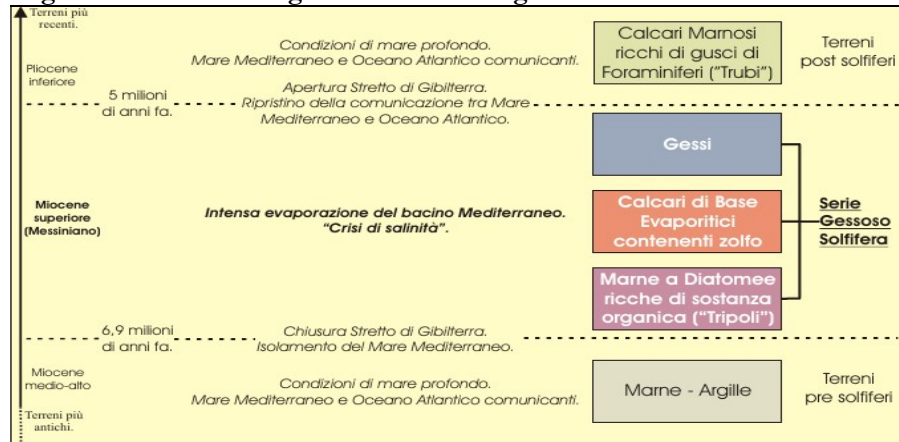 Terreni più
recenti.
Condizioni di mare profondo.
Mare Mediterraneo e Oceano Atlantico comunicanti.
Calcari Marnosi
ricchi di gusci di
Foraminiferi ("Trubi")
Terreni
post solfiferi
Pliocene
inferiore
5 milioni
di anni fa.
Apertura Stretto di Gibilterra.
Ripristino della comunicazione tra Mare
Mediterraneo e Oceano Atlantico.
Gessi
Miocene
superiore
(Messiniano)
Intensa evaporazione del bacino Mediterraneo.
"Crisi di salinità".
Calcari di Base
Evaporitici
contenenti zolfo
Serie
Gessoso
Solfifera
Marne a Diatomee
ricche di sostanza
organica ("Tripoli")
6,9 milioni
di anni fa.
Chiusura Stretto di Gibilterra.
Isolamento del Mare Mediterraneo.
Miocene
medio-alto
Condizioni di mare profondo.
Mare Mediterraneo e Oceano Atlantico comunicanti.
Marne - Argille
Terreni
pre solfiferi
Terreni più
antichi.